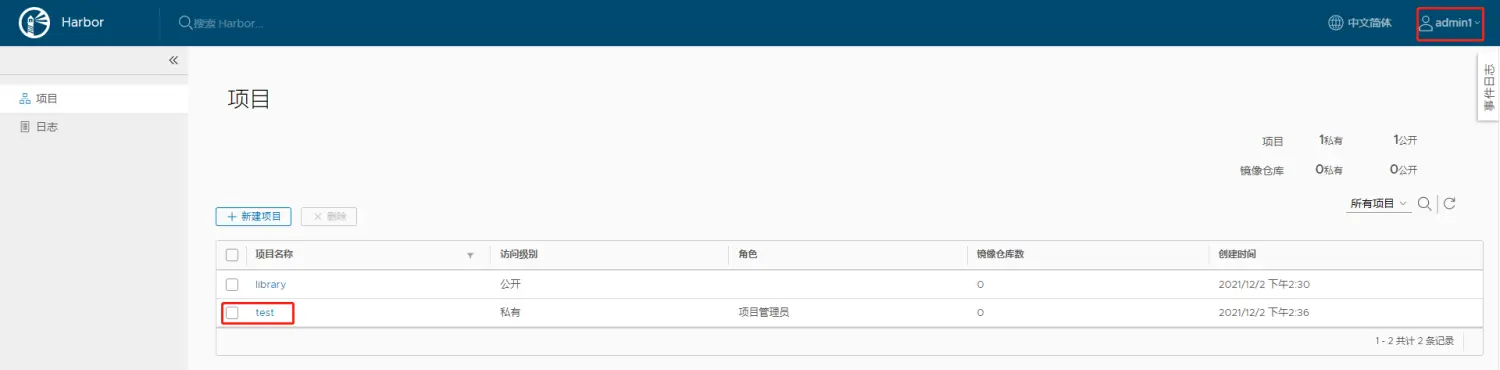 Harbor
搜索 Harbor...
中文简体
admin1
项目
日志
事件日志
项目
项目 1私有 1公开
镜像仓库 0私有 0公开
新建项目 删除
所有项目
项目名称 访问级别 角色 镜像仓库数 创建时间
library 公开 0 2021/12/2 下午2:30
test 私有 项目管理员 0 2021/12/2 下午2:36
1 - 2 共计 2 条记录